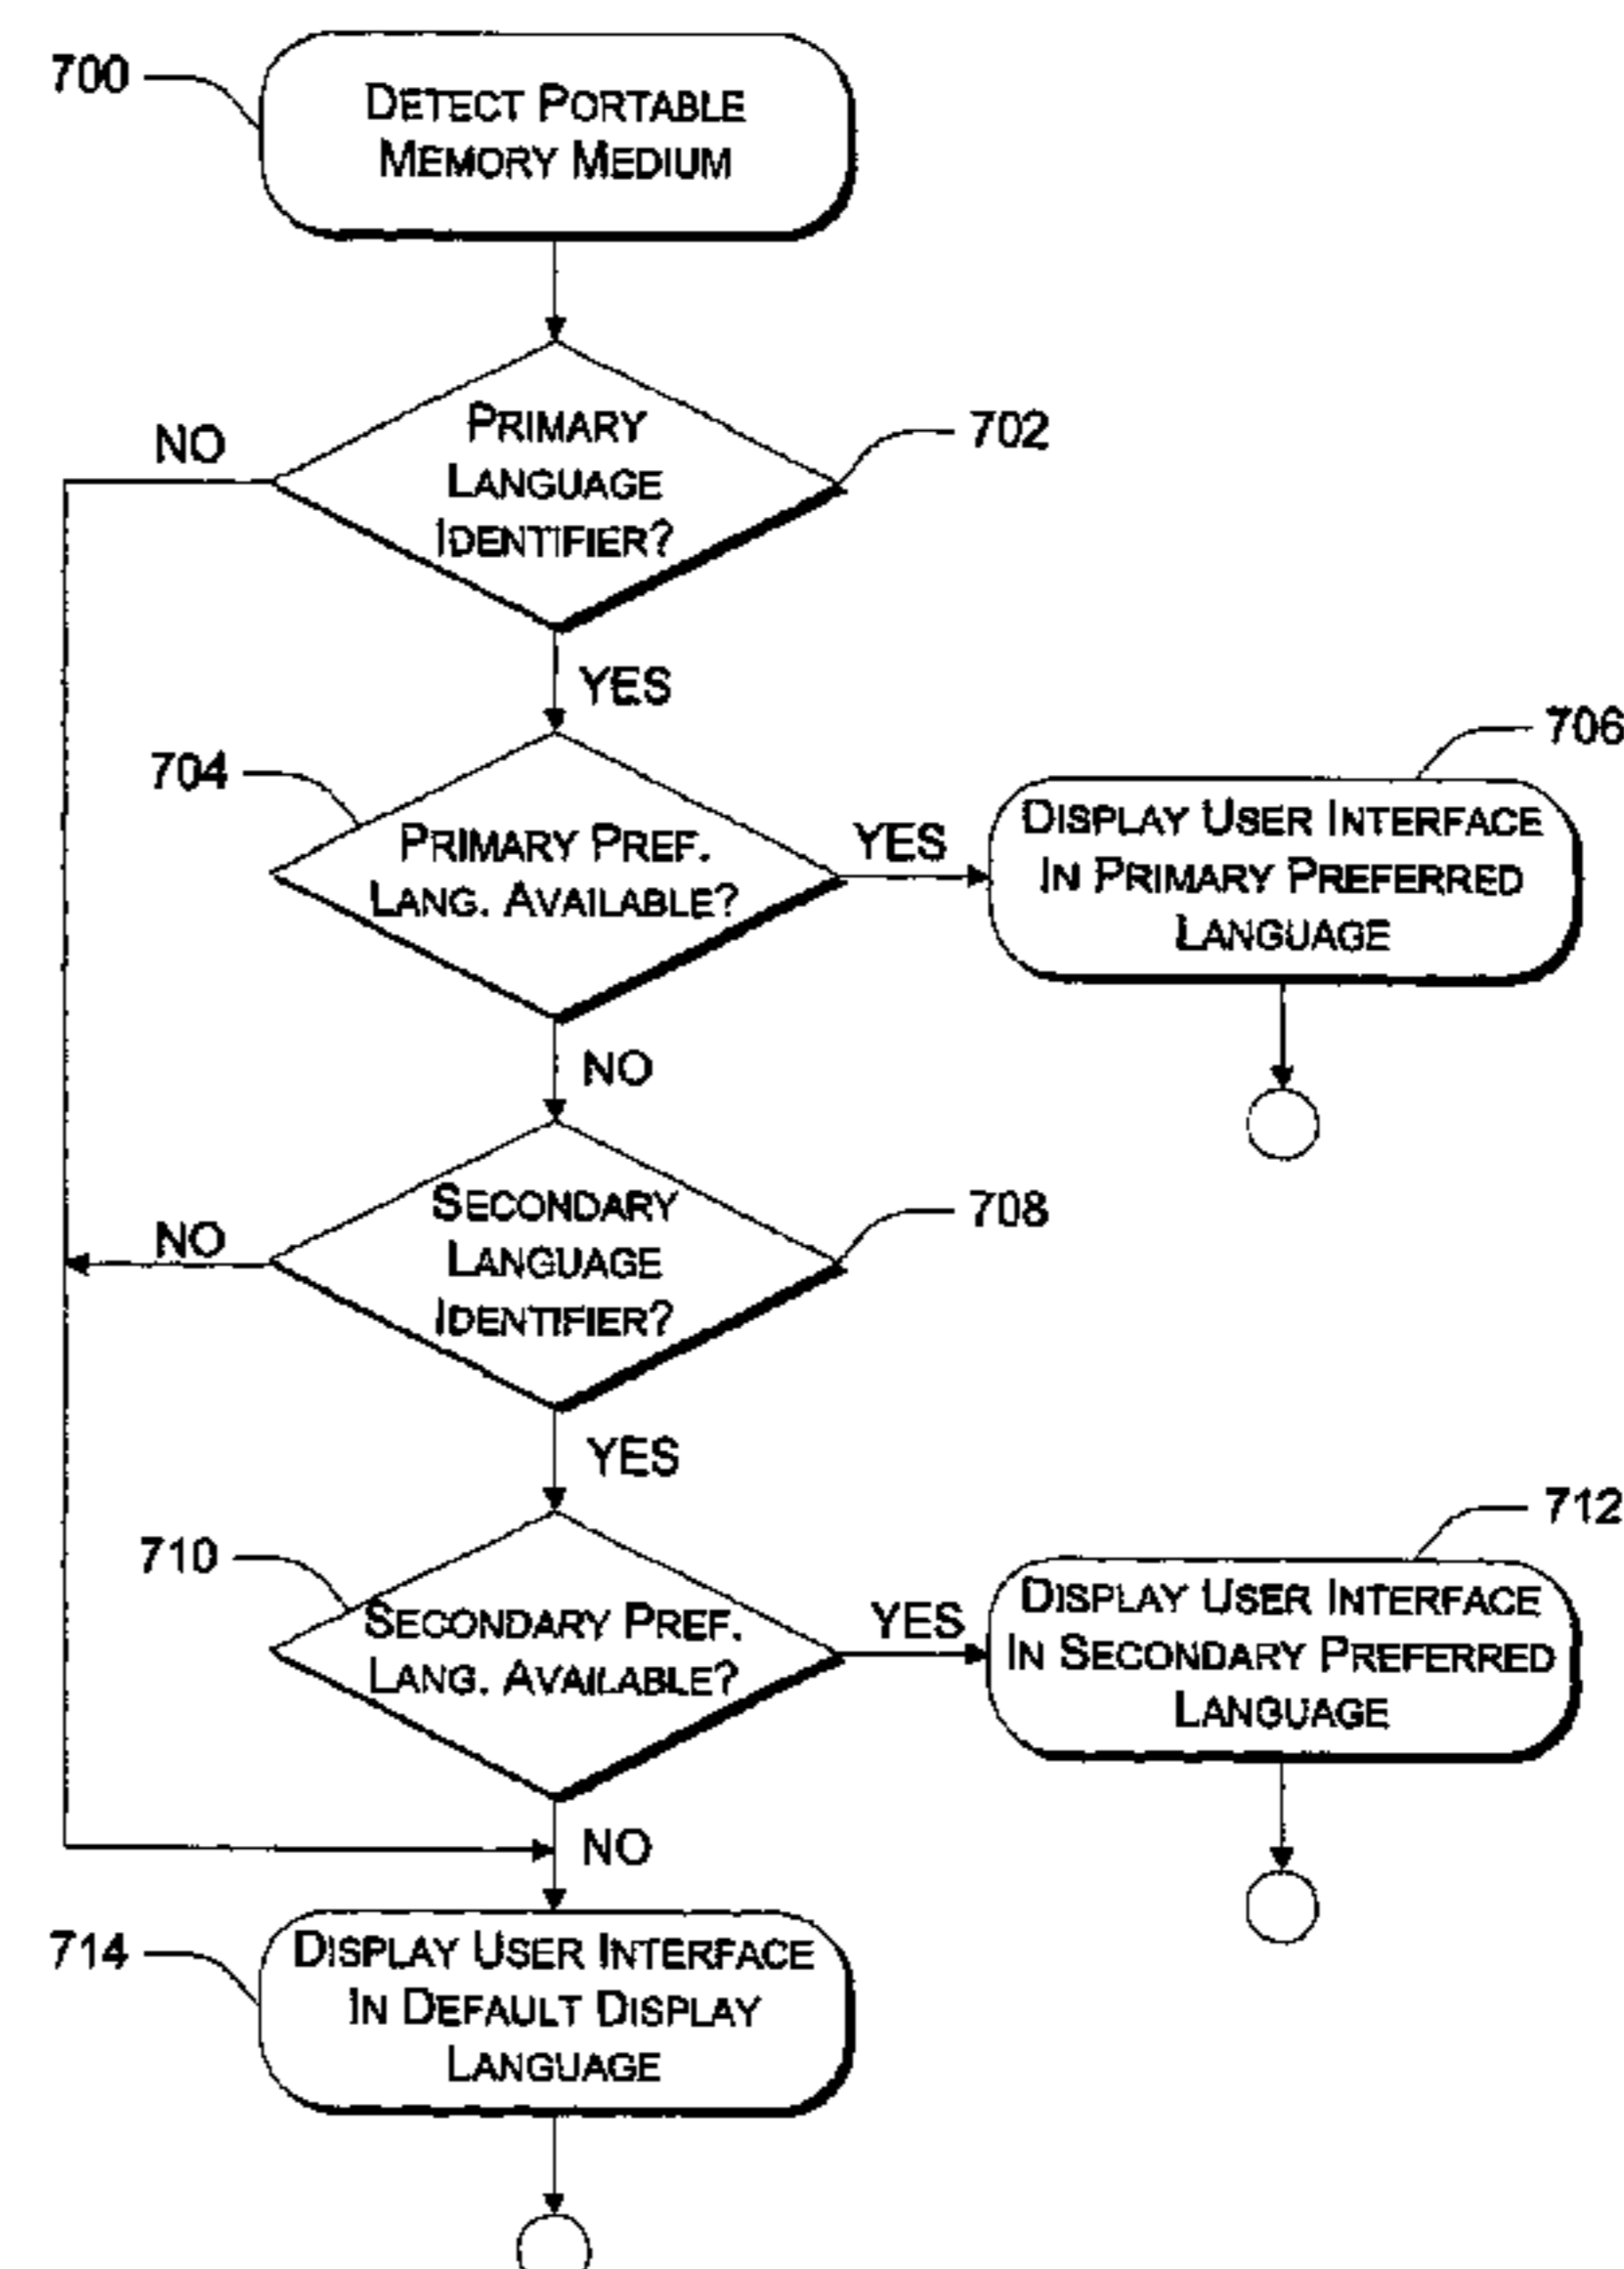 700
DETECT PORTABLE
MEMORY MEDIUM
NO
PRIMARY
LANGUAGE
IDENTIFIER?
702
YES
704
PRIMARY PREF.
LANG. AVAILABLE?
YES
706
DISPLAY USER INTERFACE
IN PRIMARY PREFERRED
LANGUAGE
NO
NO
SECONDARY
LANGUAGE
IDENTIFIER?
708
YES
710
SECONDARY PREF.
LANG. AVAILABLE?
YES
712
DISPLAY USER INTERFACE
IN SECONDARY PREFERRED
LANGUAGE
NO
714
DISPLAY USER INTERFACE
IN DEFAULT DISPLAY
LANGUAGE